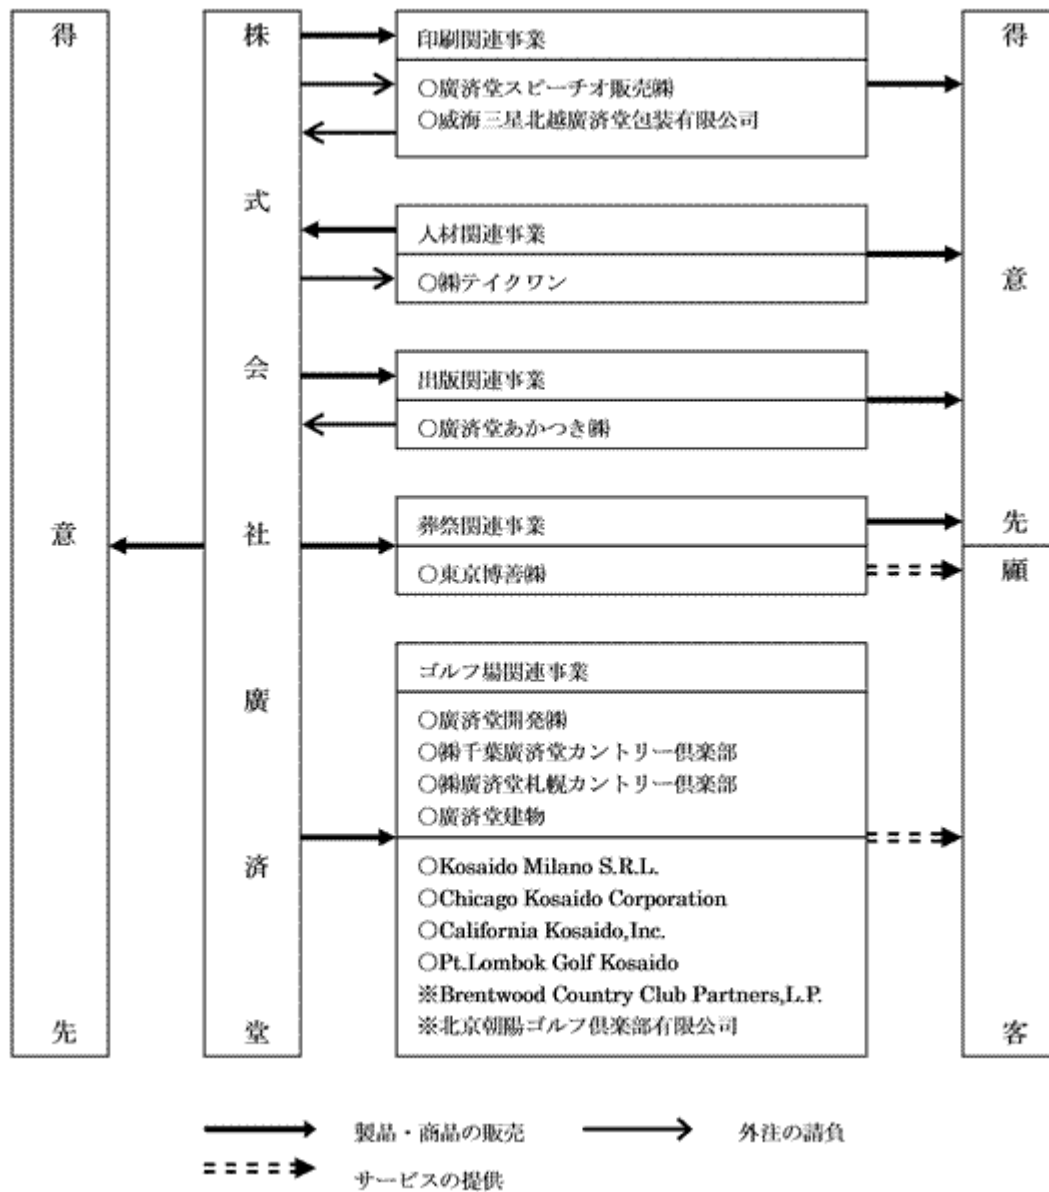 得意先
株式会社廣済堂
印刷関連事業
○廣済堂スピーチオ販売㈱
○威海三星北越廣済堂包装有限公司
人材関連事業
○㈱テイクワン
出版関連事業
○廣済堂あかつき㈱
葬祭関連事業
○東京博善㈱
ゴルフ場関連事業
○廣済堂開発㈱
○㈱千葉廣済堂カントリー倶楽部
○㈱廣済堂札幌カントリー倶楽部
○廣済堂建物
○Kosaido Milano S.R.L.
○Chicago Kosaido Corporation
○California Kosaido,Inc.
○Pt.Lombok Golf Kosaido
※Brentwood Country Club Partners,L.P.
※北京朝陽ゴルフ倶楽部有限公司
得意先
顧客
製品・商品の販売
外注の請負
サービスの提供